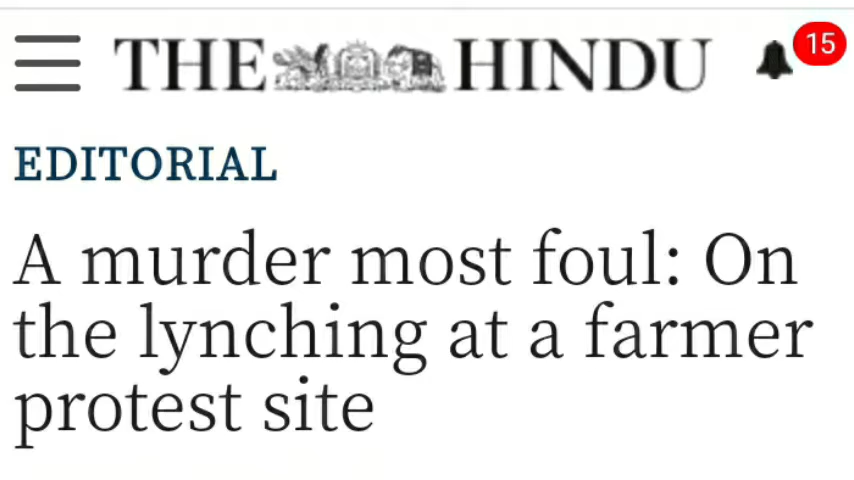 THE HINDU
15
EDITORIAL
A murder most foul: On
the lynching at a farmer
protest site